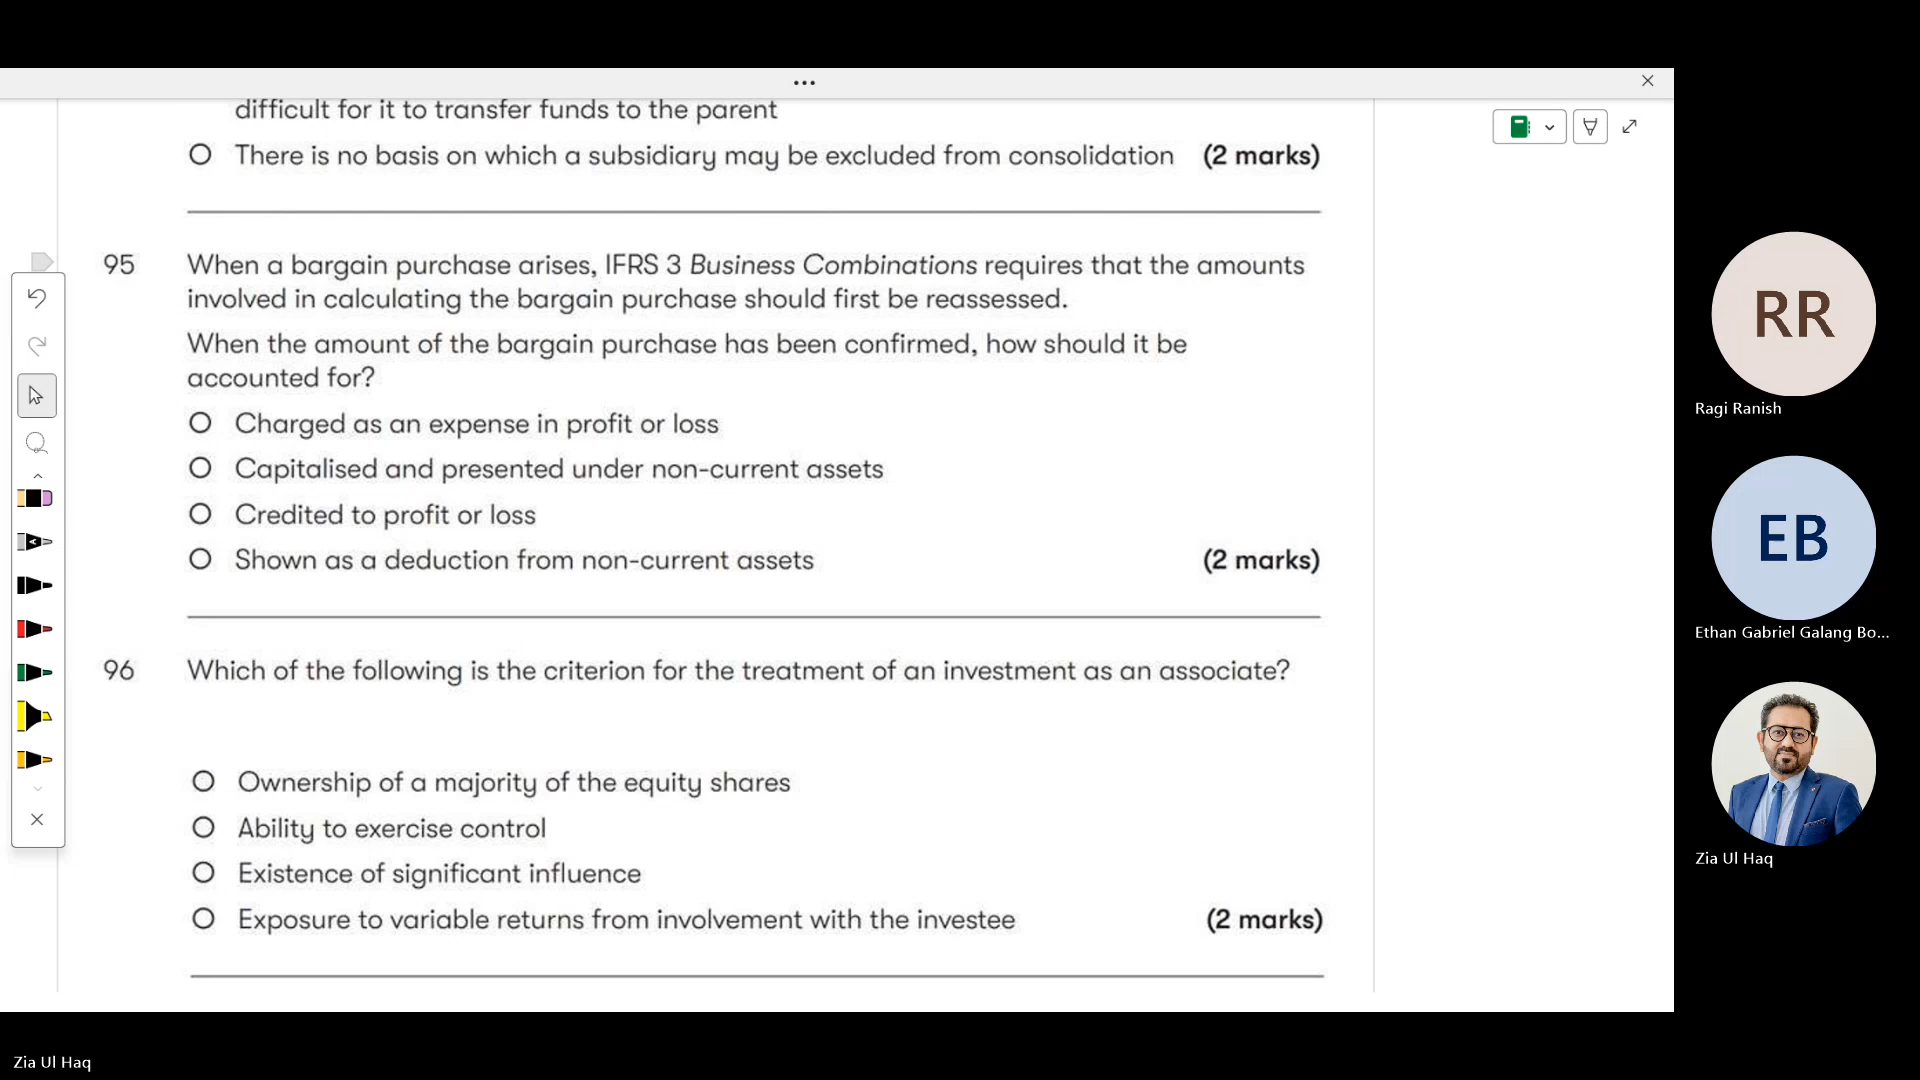 difficult for it to transfer funds to the parent
There is no basis on which a subsidiary may be excluded from consolidation (2 marks)
95 When a bargain purchase arises, IFRS 3 Business Combinations requires that the amounts
involved in calculating the bargain purchase should first be reassessed.
When the amount of the bargain purchase has been confirmed, how should it be
accounted for?
Charged as an expense in profit or loss
Capitalised and presented under non-current assets
Credited to profit or loss
Shown as a deduction from non-current assets (2 marks)
96 Which of the following is the criterion for the treatment of an investment as an associate?
Ownership of a majority of the equity shares
Ability to exercise control
Existence of significant influence
Exposure to variable returns from involvement with the investee (2 marks)
RR
Ragi Ranish
EB
Ethan Gabriel Galang Bo...
Zia Ul Haq
Zia Ul Haq